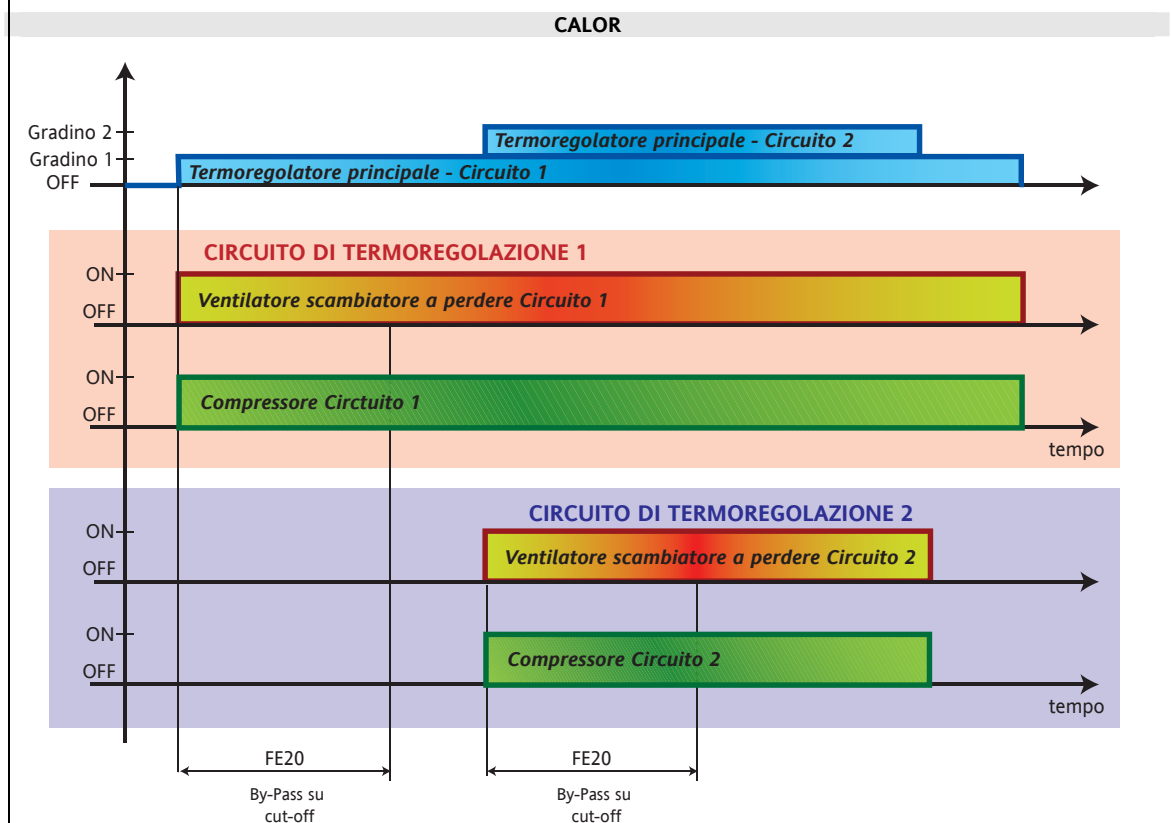 CALOR
Gradino 2
Termoregolatore principale - Circuito 2
Gradino 1
Termoregolatore principale - Circuito 1
OFF
CIRCUITO DI TERMOREGOLAZIONE 1
ON
Ventilatore scambiatore a perdere Circuito 1
OFF
ON
Compressore Circtuito 1
OFF
tempo
CIRCUITO DI TERMOREGOLAZIONE 2
ON
Ventilatore scambiatore a perdere Circuito 2
OFF
ON
Compressore Circuito 2
OFF
tempo
FE20
FE20
By-Pass su
cut-off
By-Pass su
cut-off